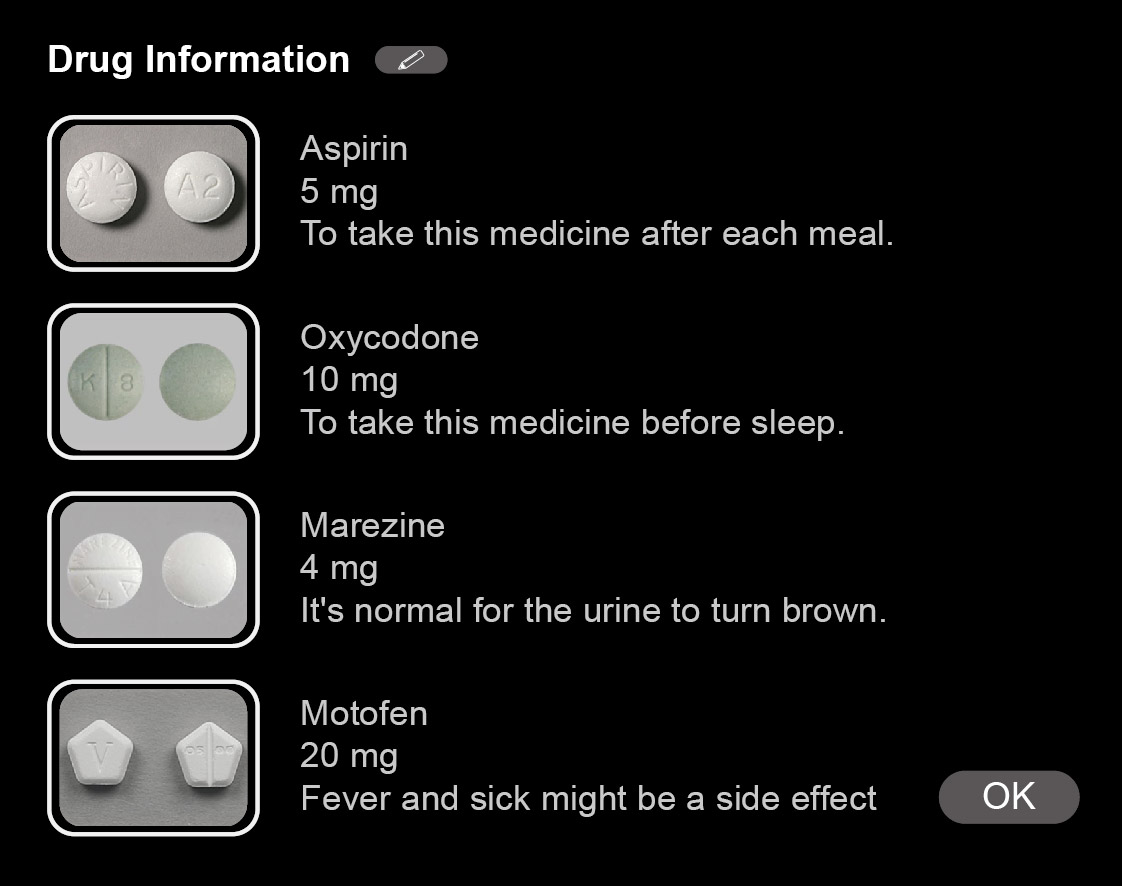 Drug Information
ASPIRIN
A2
Aspirin
5 mg
To take this medicine after each meal.
K 8
Oxycodone
10 mg
To take this medicine before sleep.
MAREZINE
T4A
Marezine
4 mg
It's normal for the urine to turn brown.
V
Motofen
20 mg
Fever and sick might be a side effect
OK